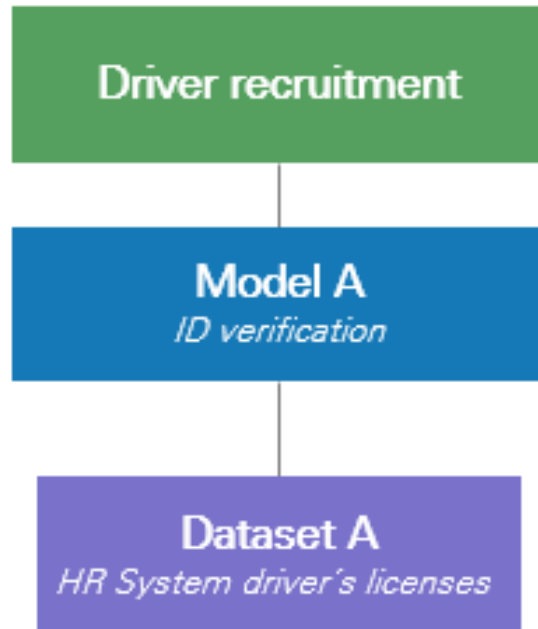 Driver recruitment
Model A
ID verification
Dataset A
HR System driver´s licenses